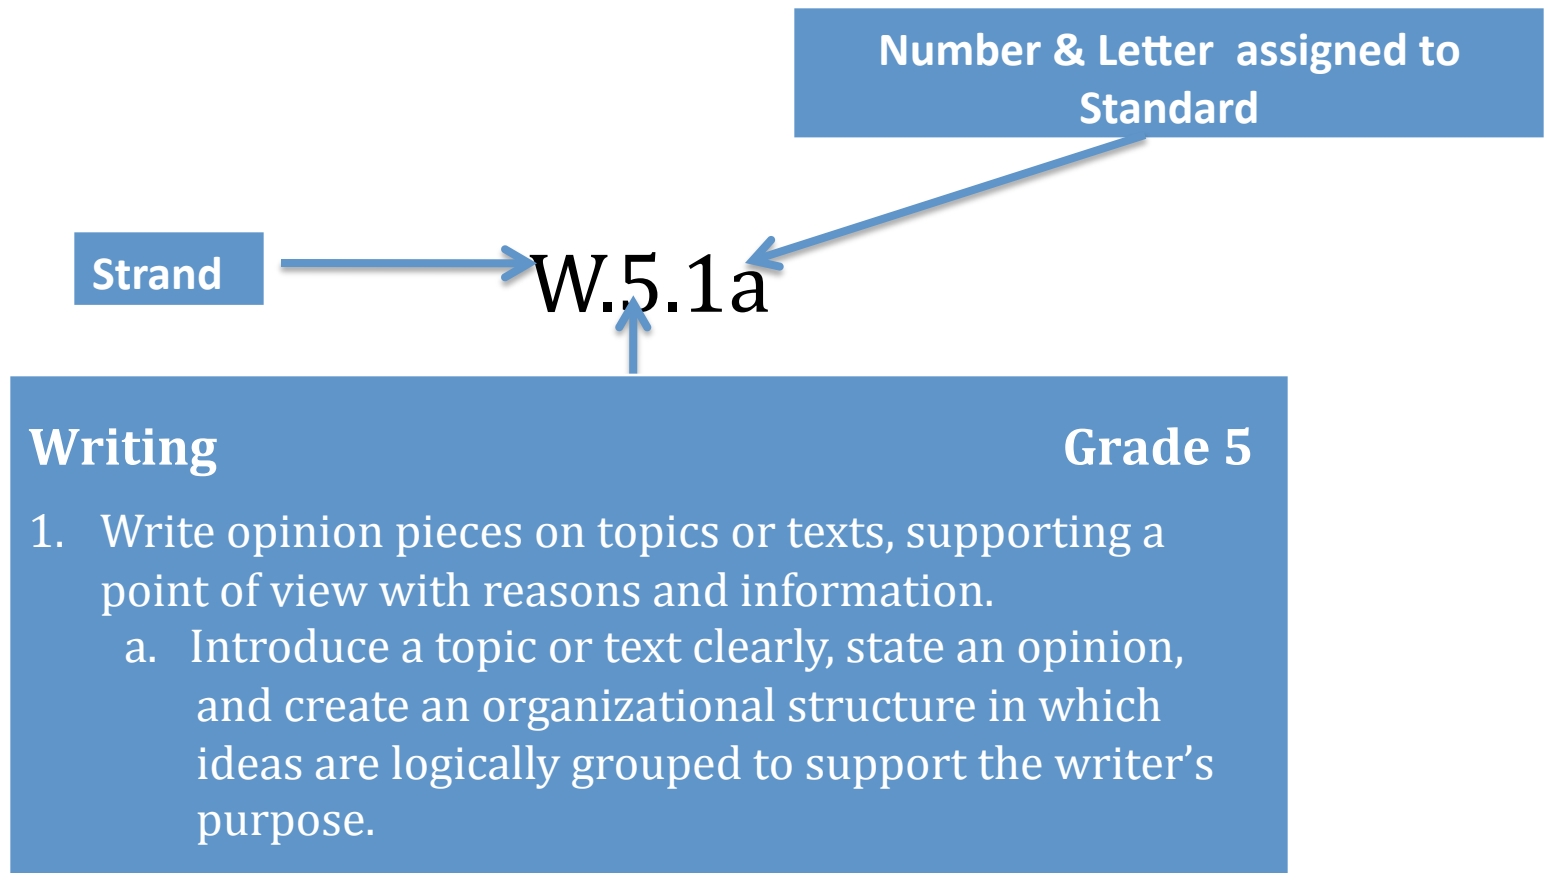 Number & Letter assigned to
Standard
Strand
W.5.1a
Writing Grade 5
1. Write opinion pieces on topics or texts, supporting a
point of view with reasons and information.
a. Introduce a topic or text clearly, state an opinion,
and create an organizational structure in which
ideas are logically grouped to support the writer’s
purpose.